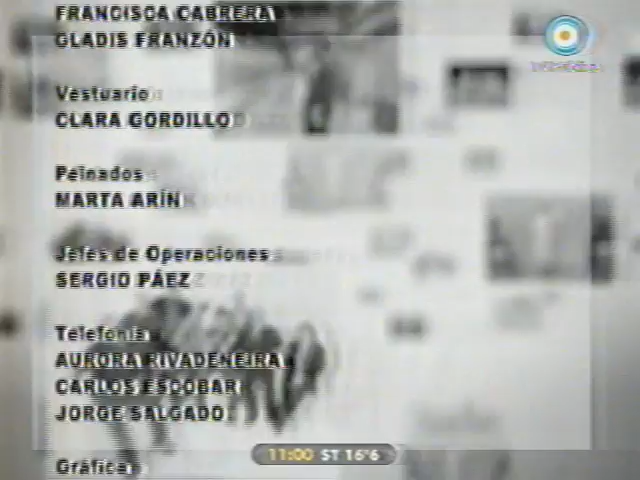 FRANCISCA CABRERA
GLADIS FRANZÓN
Vestuario
CLARA GORDILLO
Peinados
MARTA ARÍN
Jefes de Operaciones
SERGIO PÁEZ
Telefonía
AURORA RIVADENEIRA
CARLOS ESCOBAR
JORGE SALGADO
Gráfica
11:00 ST 16°6